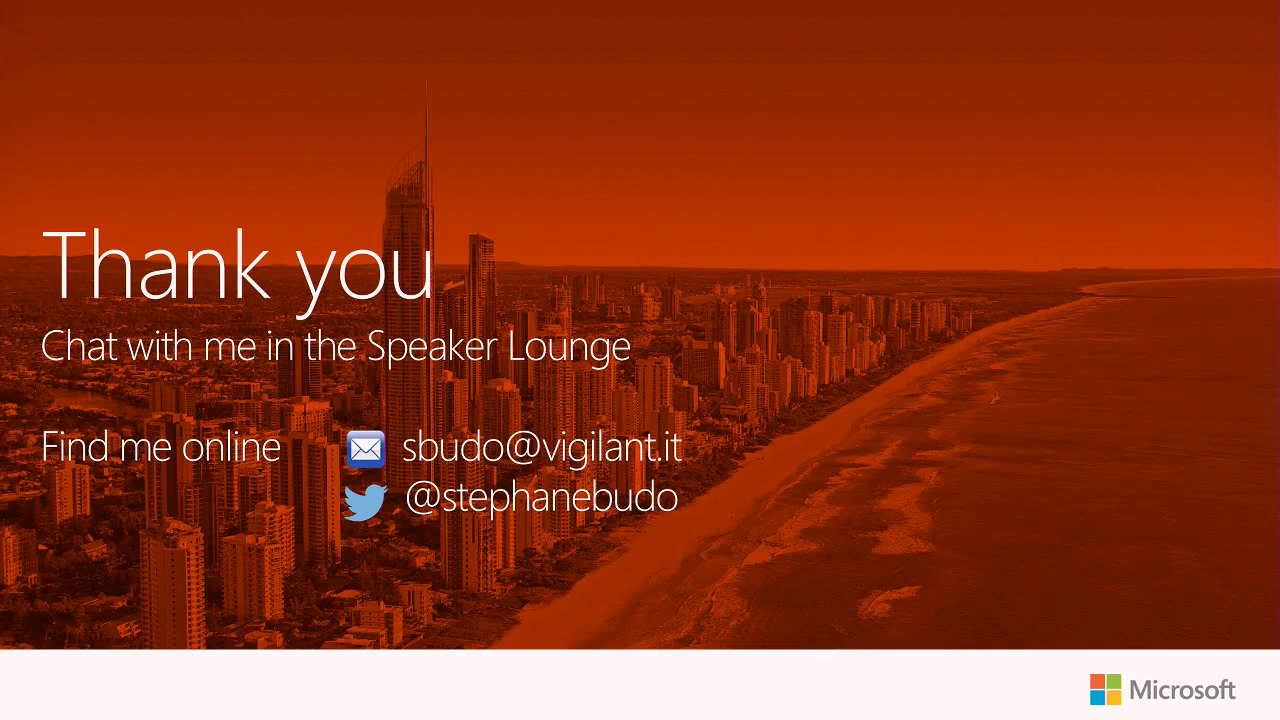 Thank you
Chat with me in the Speaker Lounge
Find me online
sbudo@vigilant.it
@stephanebudo
Microsoft